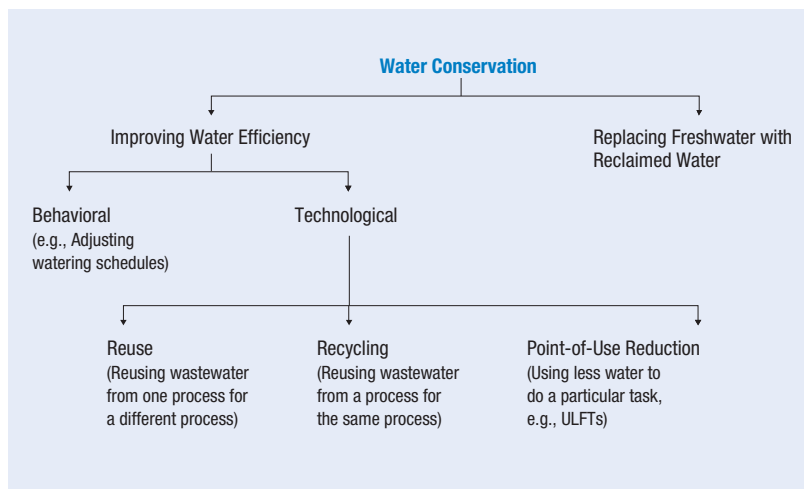 Water Conservation
Improving Water Efficiency
Replacing Freshwater with
Reclaimed Water
Behavioral
(e.g., Adjusting
watering schedules)
Technological
Reuse
(Reusing wastewater
from one process for
a different process)
Recycling
(Reusing wastewater
from a process for
the same process)
Point-of-Use Reduction
(Using less water to
do a particular task,
e.g., ULFTs)